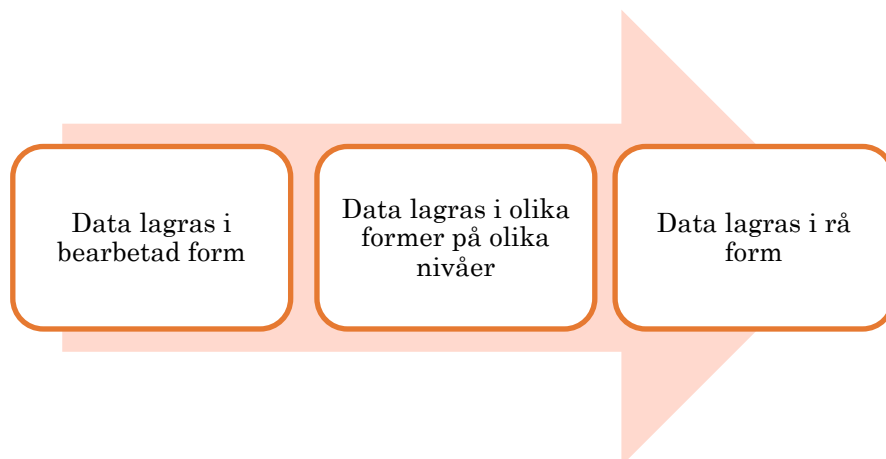 Data lagras i
bearbetad form
Data lagras i olika
former på olika
nivåer
Data lagras i rå
form